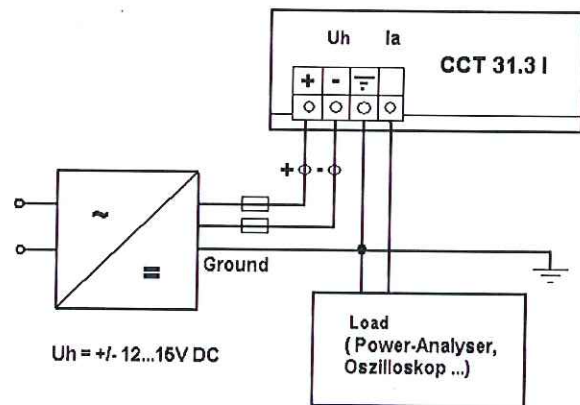 Uh Ia
CCT 31.3 I
+ -
+ -
~
=
Ground
Uh = +/- 12...15V DC
Load
( Power-Analyser,
Oszilloskop ...)